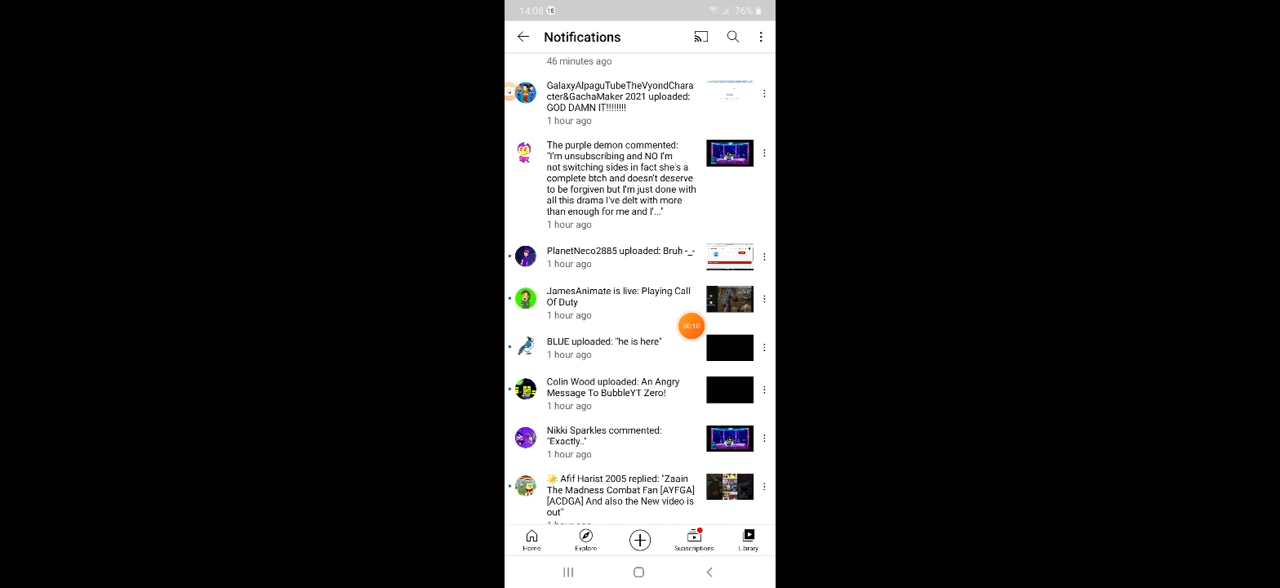 14:08 18 76%
Notifications
46 minutes ago
GalaxyAlpaguTubeTheVyondChara
cter&GachaMaker 2021 uploaded:
GOD DAMN IT!!!!!!!!
1 hour ago
The purple demon commented:
"I'm unsubscribing and NO I'm
not switching sides in fact she's a
complete btch and doesn't deserve
to be forgiven but I'm just done with
all this drama I've delt with more
than enough for me and I'..."
1 hour ago
PlanetNeco2885 uploaded: Bruh -_-
1 hour ago
JamesAnimate is live: Playing Call
Of Duty
1 hour ago
00:10
BLUE uploaded: "he is here"
1 hour ago
Colin Wood uploaded: An Angry
Message To BubbleYT Zero!
1 hour ago
Nikki Sparkles commented:
"Exactly.."
1 hour ago
🌟 Afif Harist 2005 replied: "Zaain
The Madness Combat Fan [AYFGA]
[ACDGA] And also the New video is
out"
1 hour ago
Home Explore Subscriptions Library